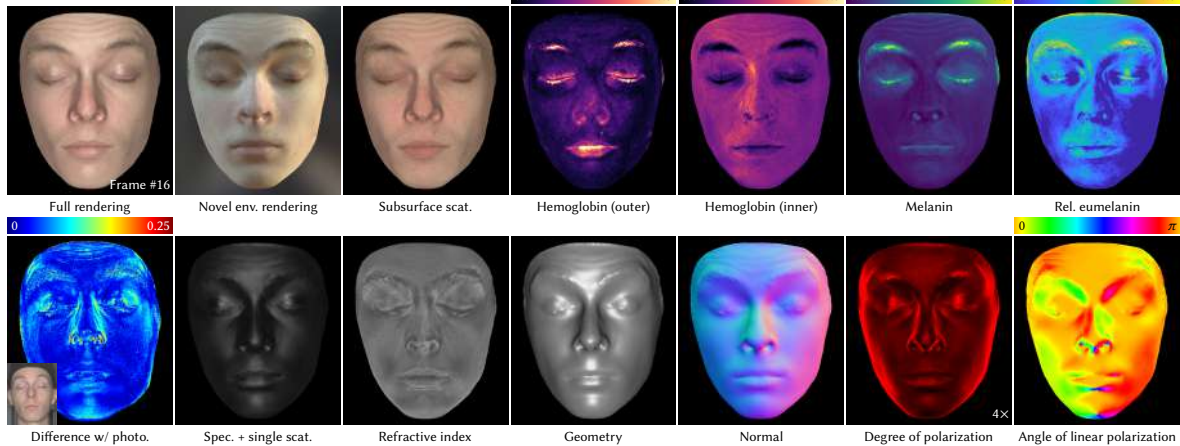 Frame #16
Full rendering
Novel env. rendering
Subsurface scat.
Hemoglobin (outer)
Hemoglobin (inner)
Melanin
Rel. eumelanin
0 0.25
0 π
4×
Difference w/ photo.
Spec. + single scat.
Refractive index
Geometry
Normal
Degree of polarization
Angle of linear polarization